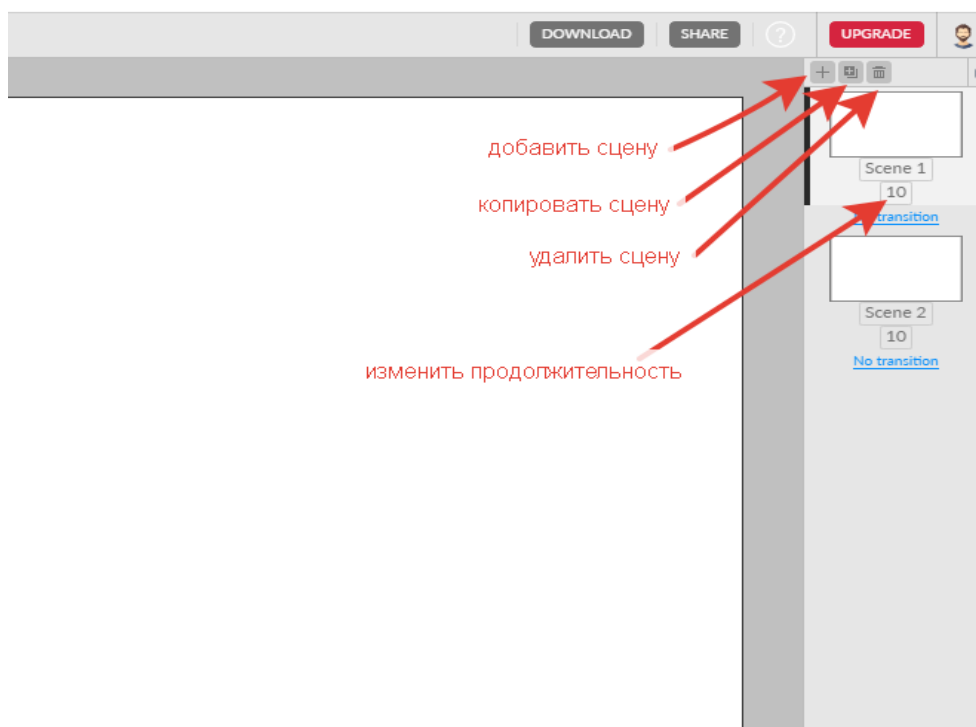 DOWNLOAD SHARE ? UPGRADE
добавить сцену
Scene 1
копировать сцену
10
transition
удалить сцену
Scene 2
10
изменить продолжительность
No transition